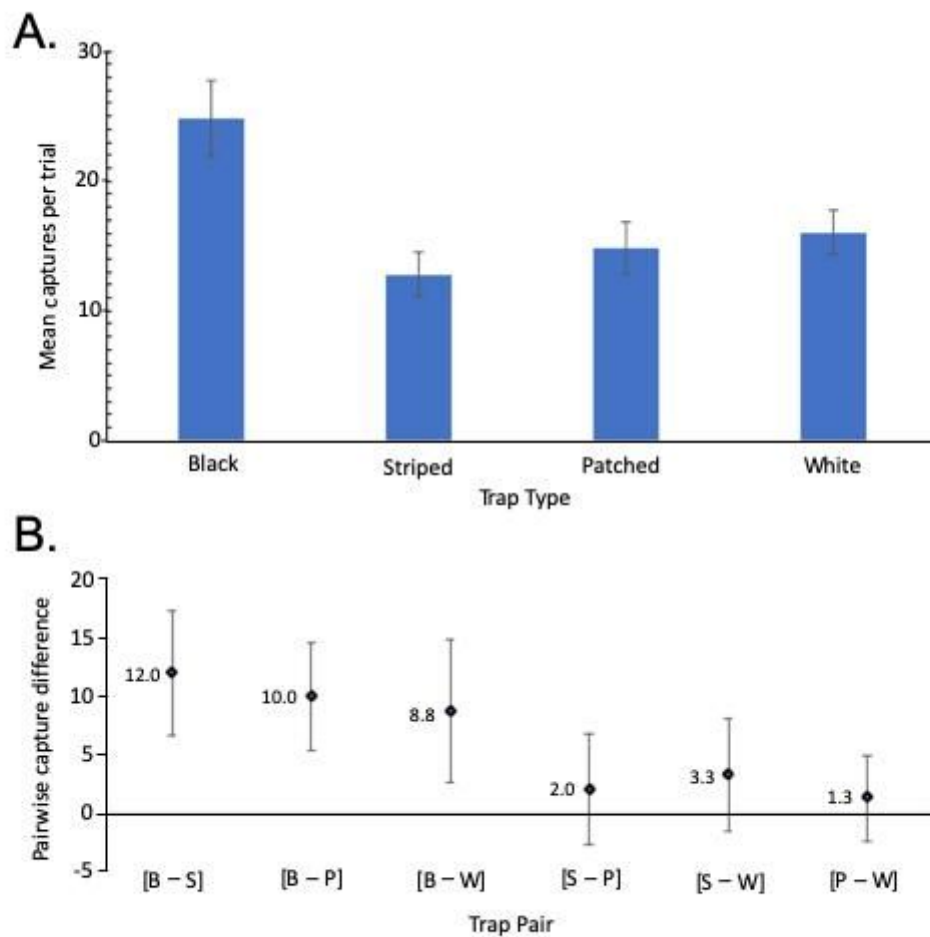 A.
30
20
10
0
Mean captures per trial
Black Striped Patched White
Trap Type
B.
20
15
10
5
0
-5
Pairwise capture difference
12.0
10.0
8.8
2.0
3.3
1.3
[B – S] [B – P] [B – W] [S – P] [S – W] [P – W]
Trap Pair